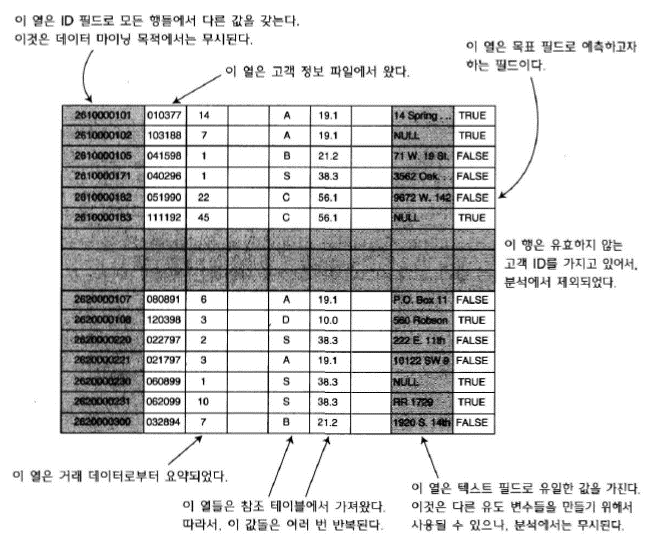 이 열은 ID 필드로 모든 행들에서 다른 값을 갖는다.
이것은 데이터 마이닝 목적에서는 무시된다.
이 열은 고객 정보 파일에서 왔다.
이 열은 목표 필드로 예측하고자
하는 필드이다.
2610000101 010377 14 A 19.1 14 Spring ... TRUE
2610000102 103188 7 A 19.1 NULL TRUE
2610000105 041598 1 B 21.2 71 W. 19 St. FALSE
2610000171 040296 1 S 38.3 3562 Oak. . . FALSE
2610000182 051990 22 C 56.1 9672 W. 142 FALSE
2610000183 111192 45 C 56.1 NULL TRUE
이 행은 유효하지 않는
고객 ID를 가지고 있어서,
분석에서 제외되었다.
2620000107 080891 6 A 19.1 P.O. Box 11 FALSE
2620000108 120398 3 D 10.0 560 Robson TRUE
2620000220 022797 2 S 38.3 222 E. 11th FALSE
2620000221 021797 3 A 19.1 10122 SW 9 FALSE
2620000230 060899 1 S 38.3 NULL TRUE
2620000231 062099 10 S 38.3 RR 1729 TRUE
2620000300 032894 7 B 21.2 1920 S. 14th FALSE
이 열은 거래 데이터로부터 요약되었다.
이 열들은 참조 테이블에서 가져왔다.
따라서, 이 값들은 여러 번 반복된다.
이 열은 텍스트 필드로 유일한 값을 가진다.
이것은 다른 유도 변수들을 만들기 위해서
사용될 수 있으나, 분석에서는 무시된다.